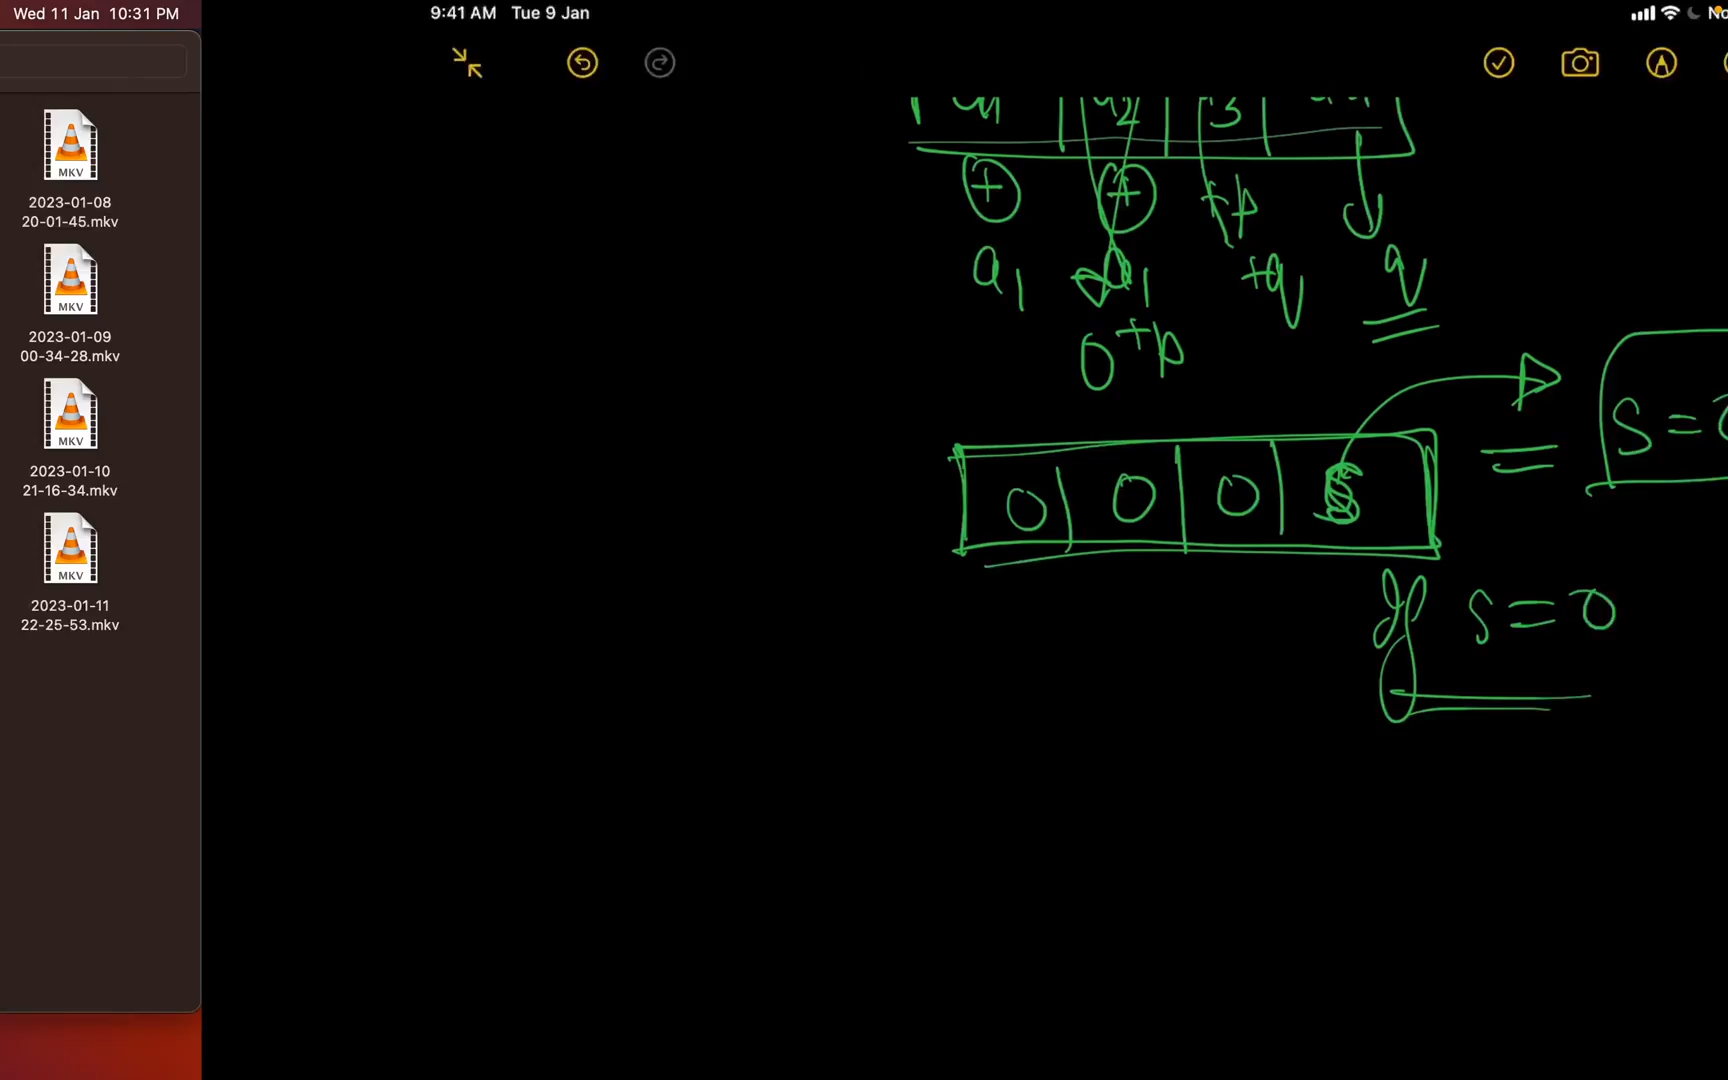 Wed 11 Jan 10:31 PM
9:41 AM Tue 9 Jan
MKV
2023-01-08
20-01-45.mkv
MKV
2023-01-09
00-34-28.mkv
MKV
2023-01-10
21-16-34.mkv
MKV
2023-01-11
22-25-53.mkv
+ + +p
a1 a1 +q q
0 +p
S =
0 0 0 S
If s = 0